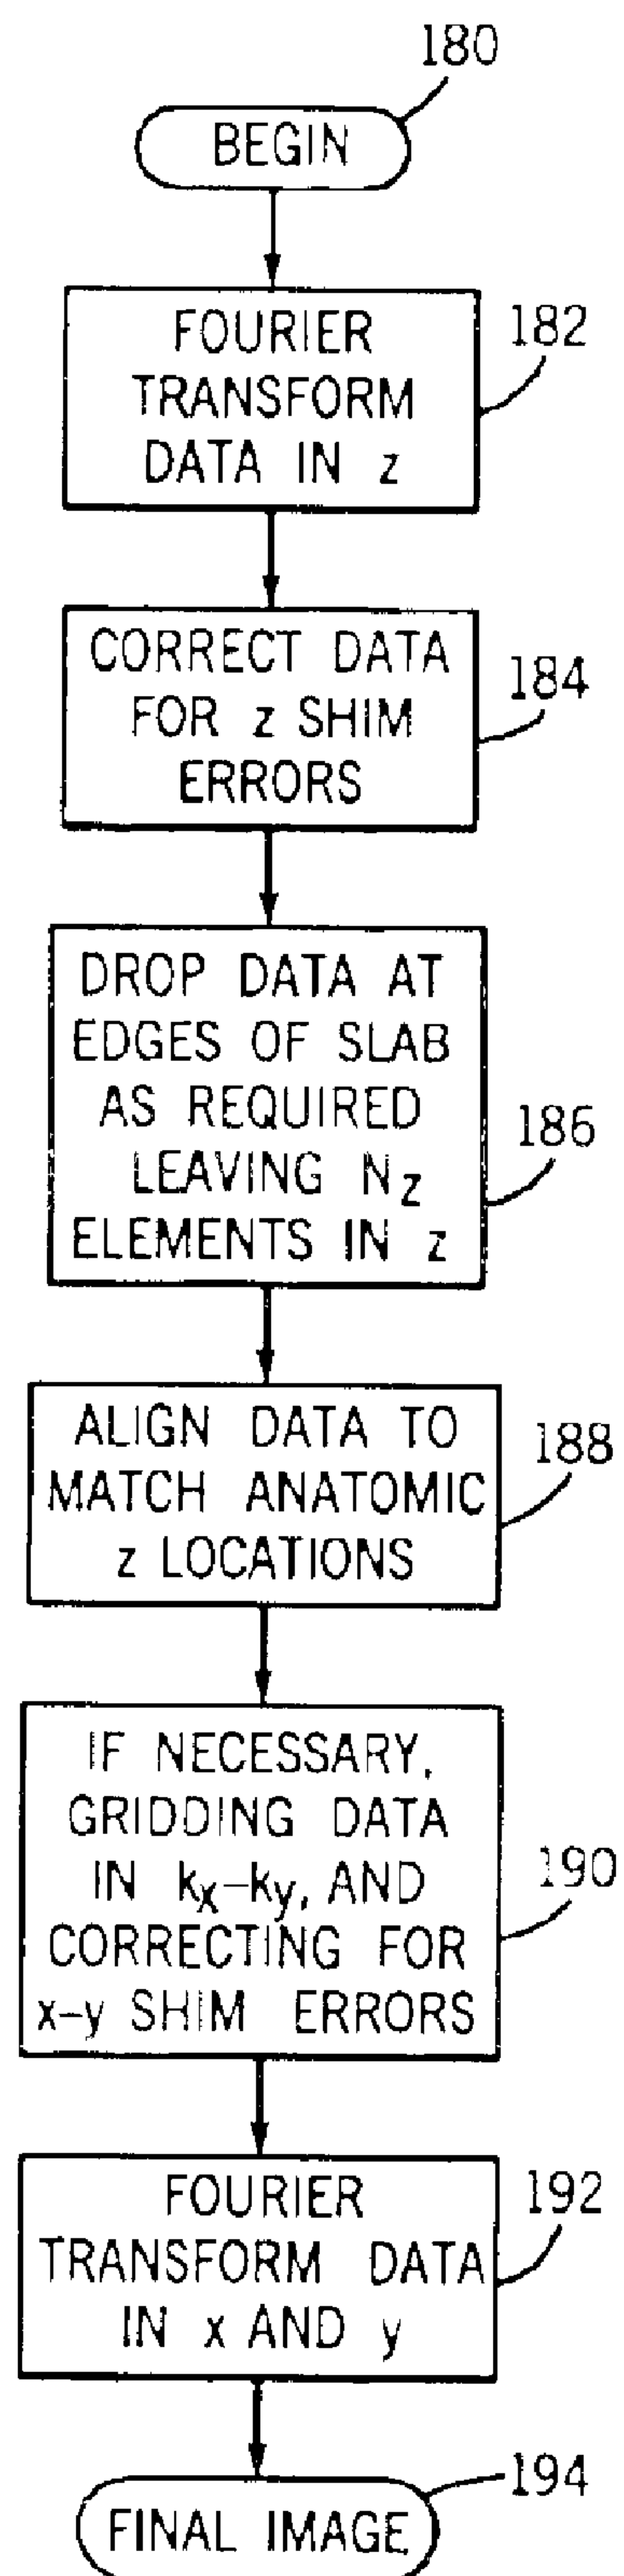 180
BEGIN
182
FOURIER
TRANSFORM
DATA IN z
184
CORRECT DATA
FOR z SHIM
ERRORS
186
DROP DATA AT
EDGES OF SLAB
AS REQUIRED
LEAVING Nz
ELEMENTS IN z
188
ALIGN DATA TO
MATCH ANATOMIC
z LOCATIONS
190
IF NECESSARY,
GRIDDING DATA
IN kx-ky, AND
CORRECTING FOR
x-y SHIM ERRORS
192
FOURIER
TRANSFORM DATA
IN x AND y
194
FINAL IMAGE